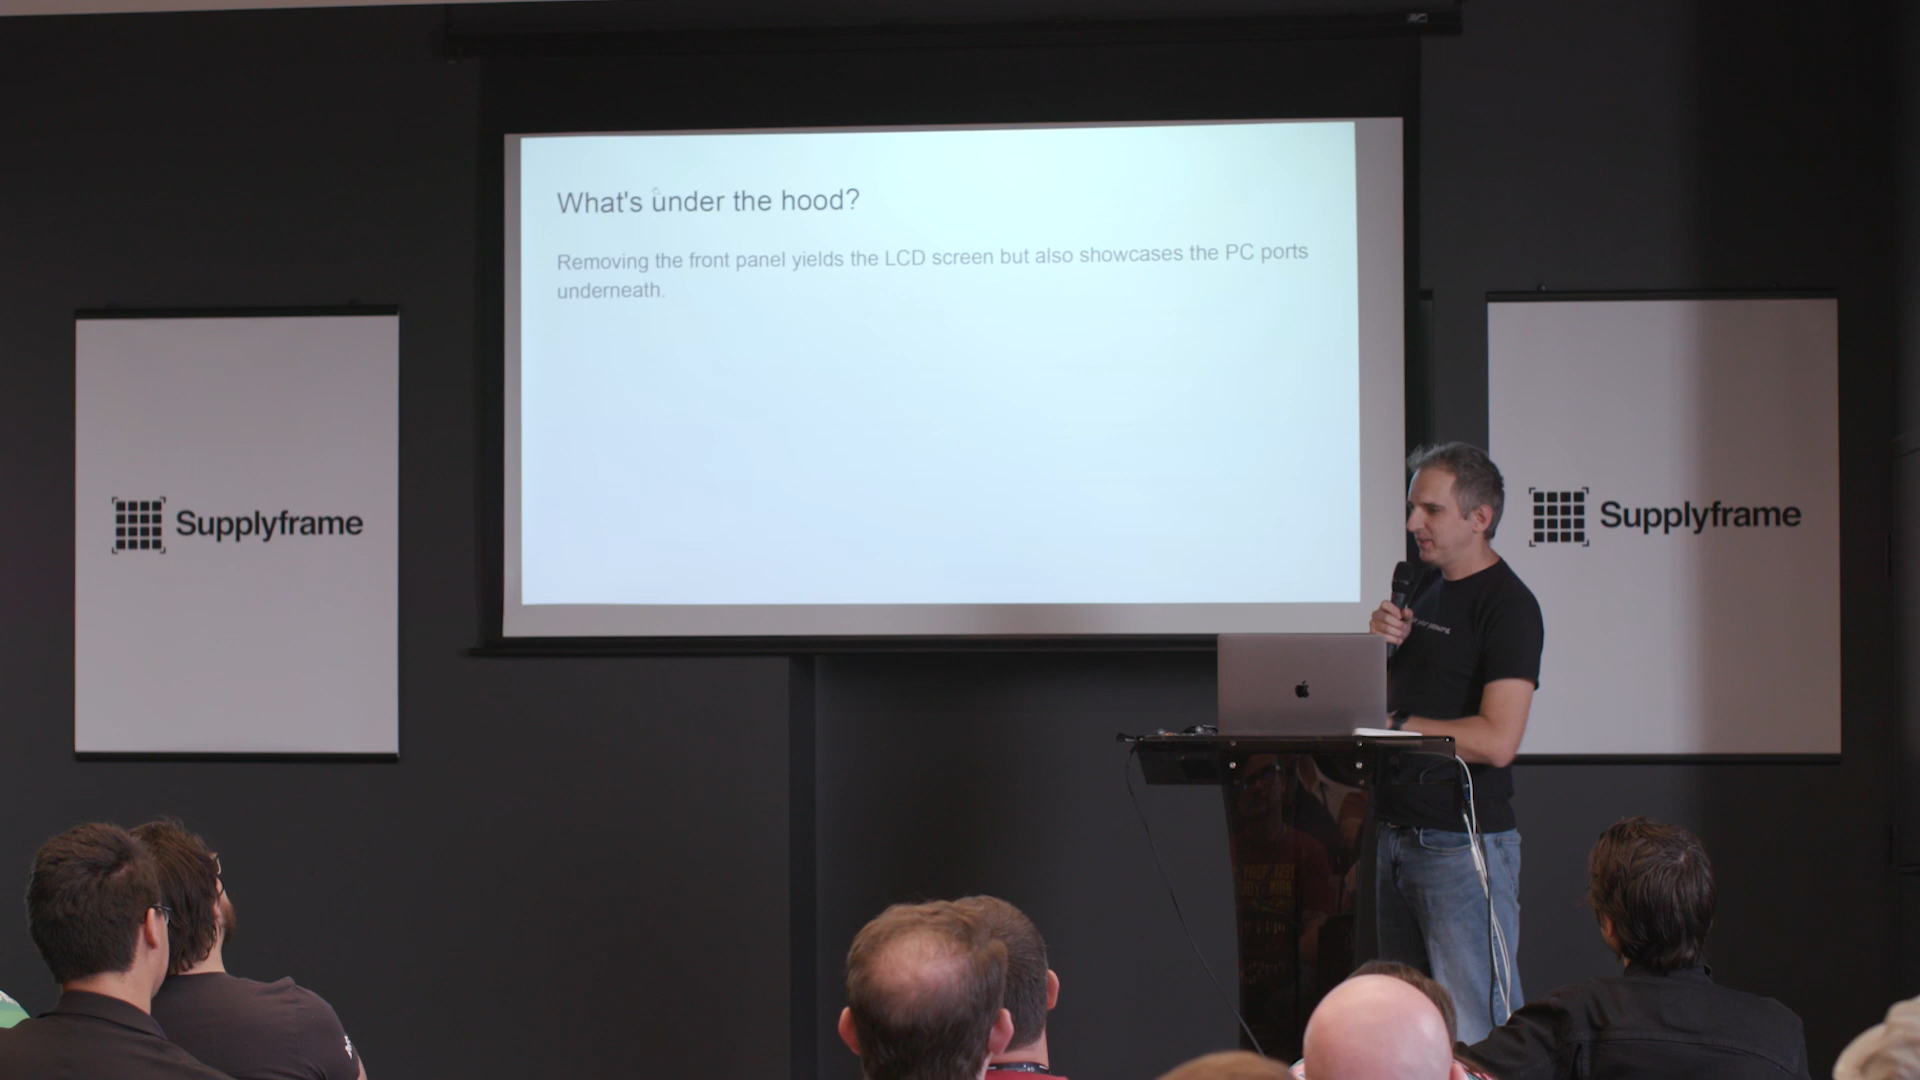 What's under the hood?
Removing the front panel yields the LCD screen but also showcases the PC ports
underneath.
Supplyframe
Supplyframe